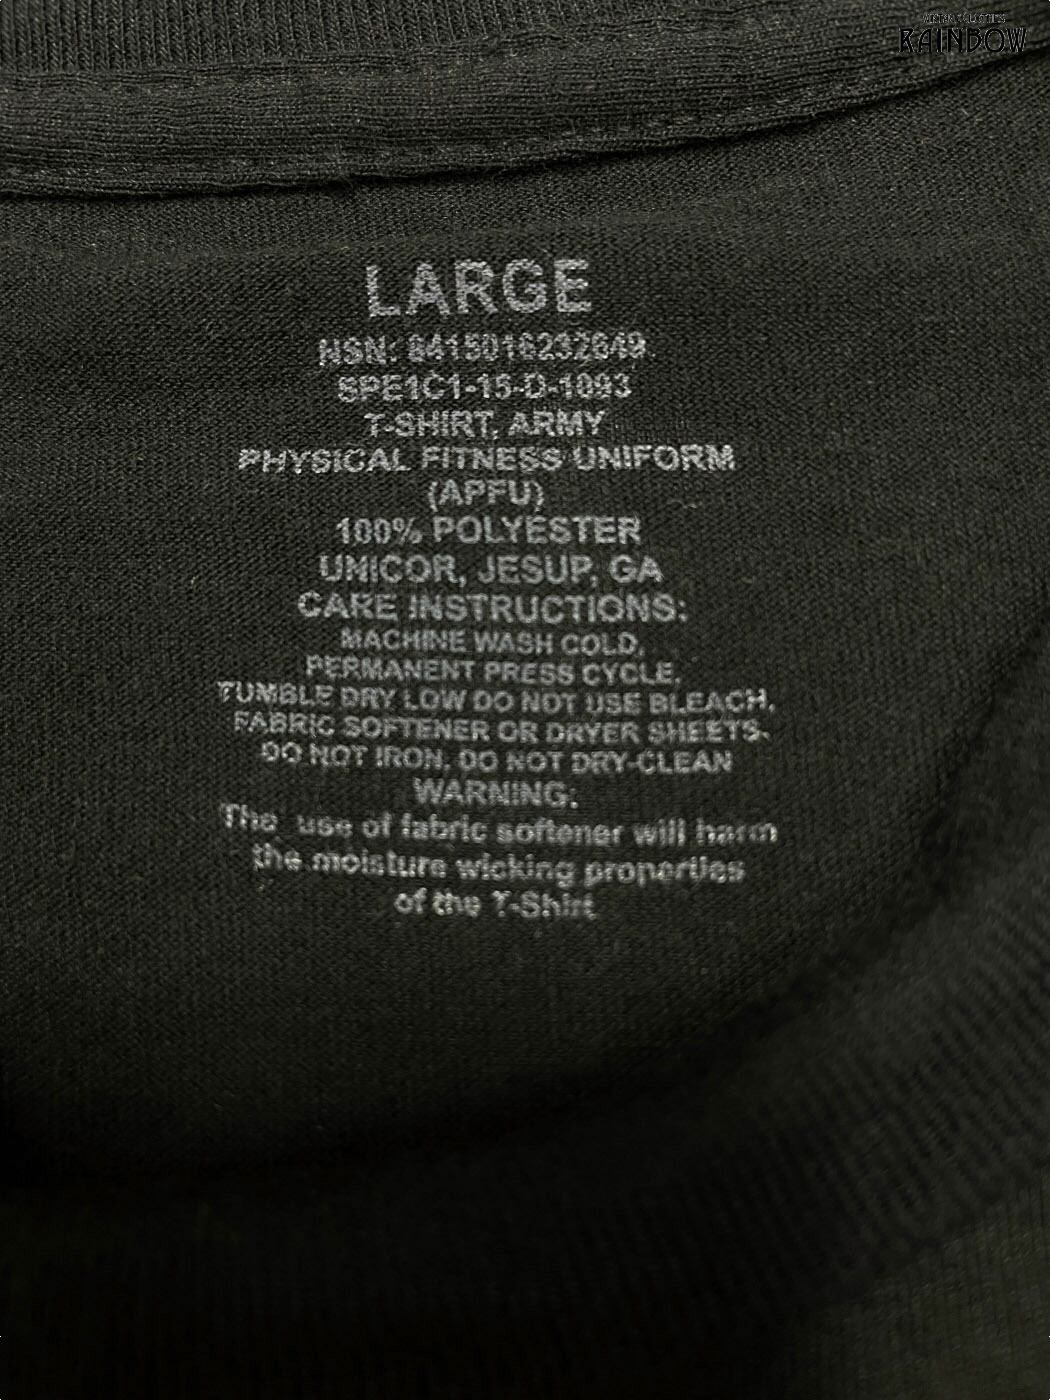 RAINBOW
LARGE
NSN: 8415016232649
SPE1C1-15-D-1093
T-SHIRT, ARMY
PHYSICAL FITNESS UNIFORM
(APFU)
100% POLYESTER
UNICOR, JESUP, GA
CARE INSTRUCTIONS:
MACHINE WASH COLD,
PERMANENT PRESS CYCLE.
TUMBLE DRY LOW DO NOT USE BLEACH,
FABRIC SOFTENER OR DRYER SHEETS.
DO NOT IRON. DO NOT DRY-CLEAN
WARNING:
The use of fabric softener will harm
the moisture wicking properties
of the T-Shirt